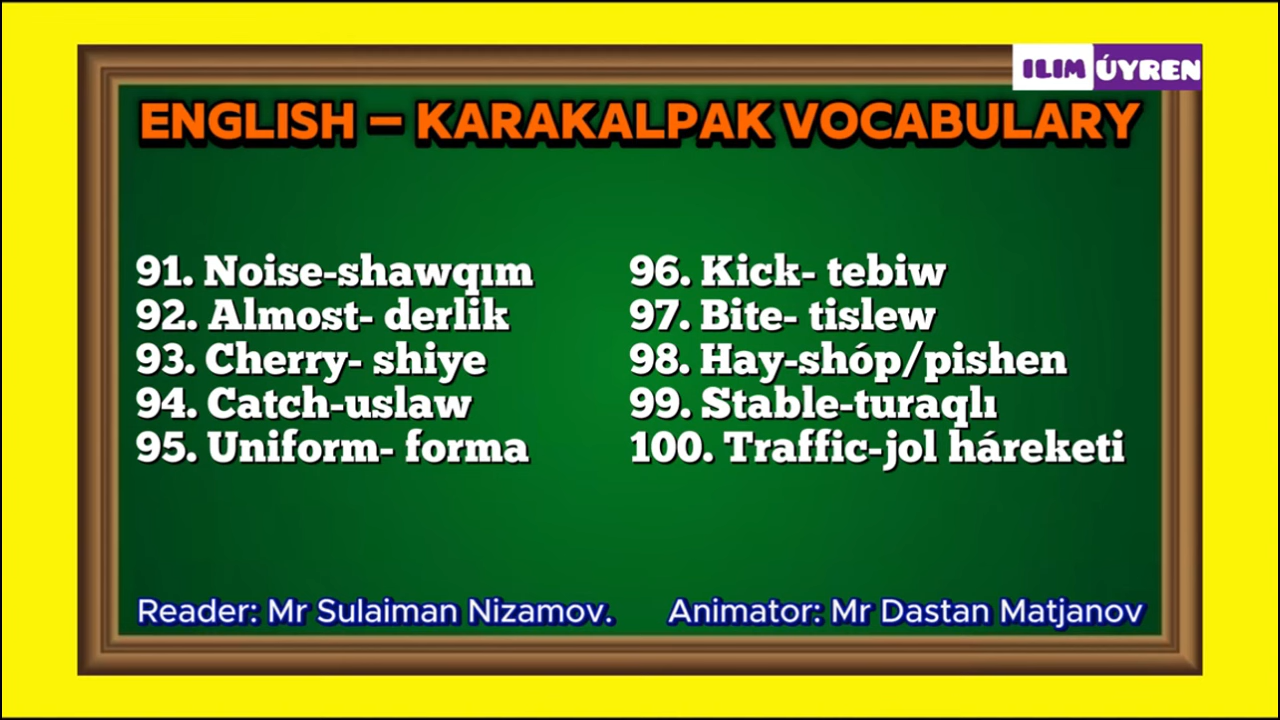 ILIM ÚYREN
ENGLISH – KARAKALPAK VOCABULARY
91. Noise-shawqım
92. Almost- derlik
93. Cherry- shiye
94. Catch-uslaw
95. Uniform- forma
96. Kick- tebiw
97. Bite- tislew
98. Hay-shóp/pishen
99. Stable-turaqlı
100. Traffic-jol háreketi
Reader: Mr Sulaiman Nizamov.
Animator: Mr Dastan Matjanov